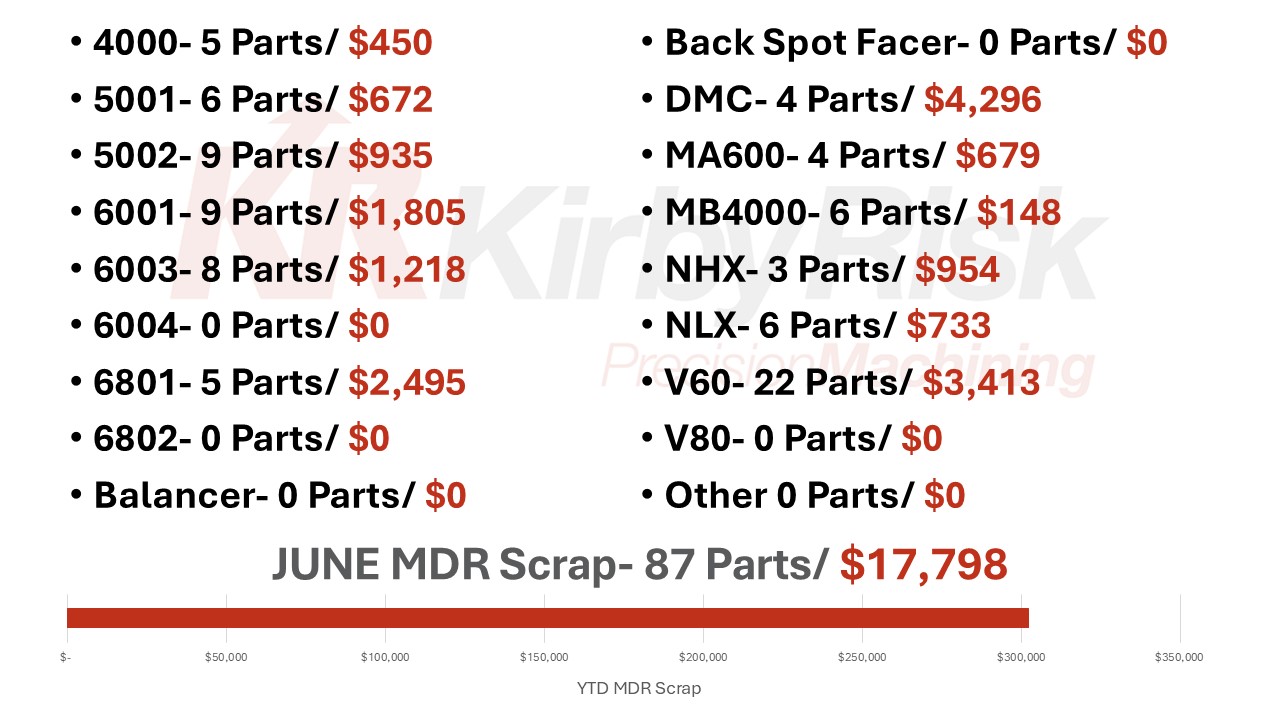 • 4000- 5 Parts/ $450
• 5001- 6 Parts/ $672
• 5002- 9 Parts/ $935
• 6001- 9 Parts/ $1,805
• 6003- 8 Parts/ $1,218
• 6004- 0 Parts/ $0
• 6801- 5 Parts/ $2,495
• 6802- 0 Parts/ $0
• Balancer- 0 Parts/ $0
• Back Spot Facer- 0 Parts/ $0
• DMC- 4 Parts/ $4,296
• MA600- 4 Parts/ $679
• MB4000- 6 Parts/ $148
• NHX- 3 Parts/ $954
• NLX- 6 Parts/ $733
• V60- 22 Parts/ $3,413
• V80- 0 Parts/ $0
• Other 0 Parts/ $0
KR KirbyRisk
PrecisionMachining
JUNE MDR Scrap- 87 Parts/ $17,798
$- $50,000 $100,000 $150,000 $200,000 $250,000 $300,000 $350,000
YTD MDR Scrap